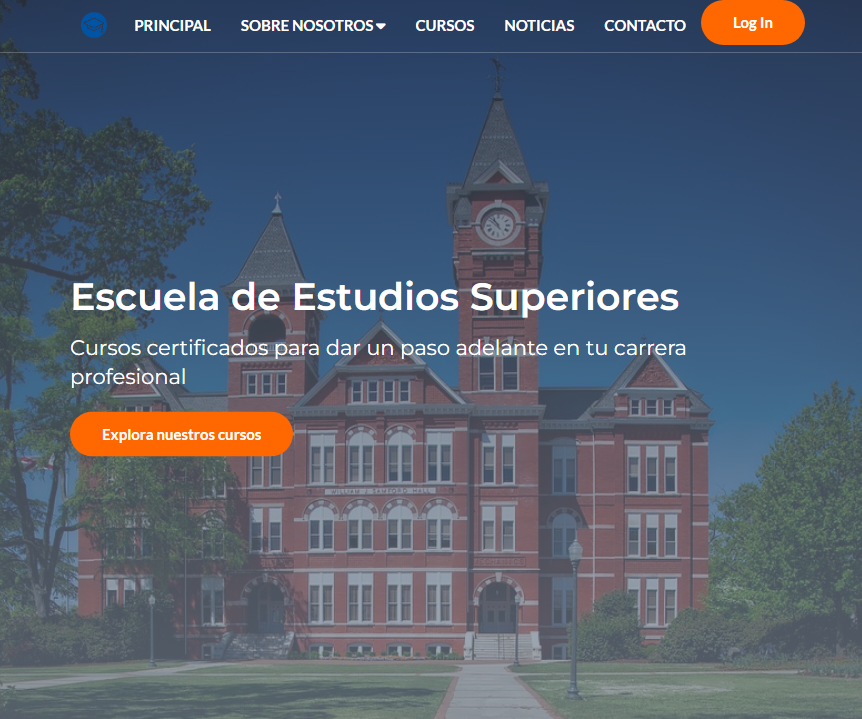 PRINCIPAL SOBRE NOSOTROS CURSOS NOTICIAS CONTACTO Log In
Escuela de Estudios Superiores
Cursos certificados para dar un paso adelante en tu carrera
profesional
Explora nuestros cursos
WILLIAM J. SAMFORD HALL